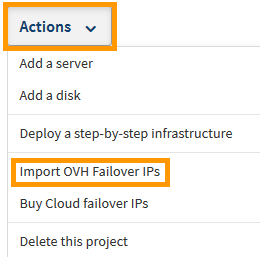 Actions
Add a server
Add a disk
Deploy a step-by-step infrastructure
Import OVH Failover IPs
Buy Cloud failover IPs
Delete this project